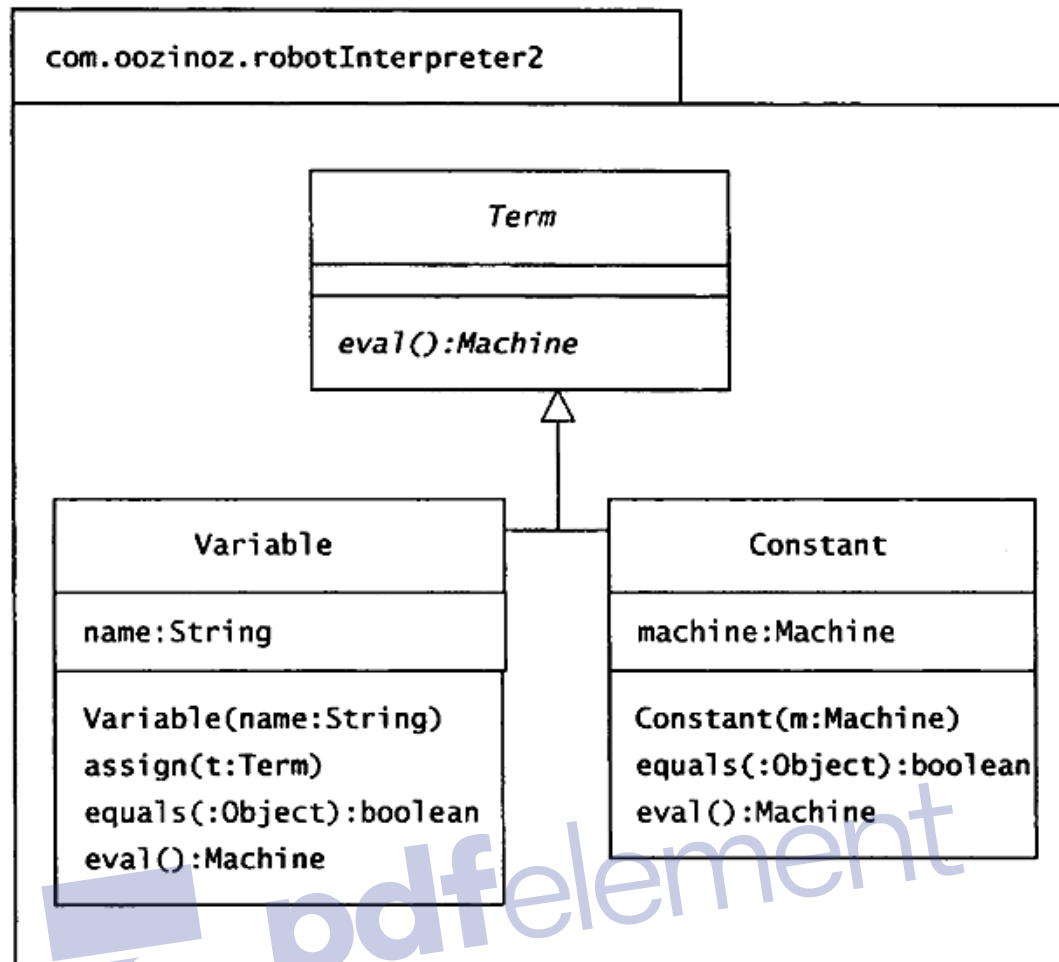 com.oozinoz.robotInterpreter2
Term
eval():Machine
Variable
name:String
Variable(name:String)
assign(t:Term)
equals(:Object):boolean
eval():Machine
Constant
machine:Machine
Constant(m:Machine)
equals(:Object):boolean
eval():Machine
pdfelement